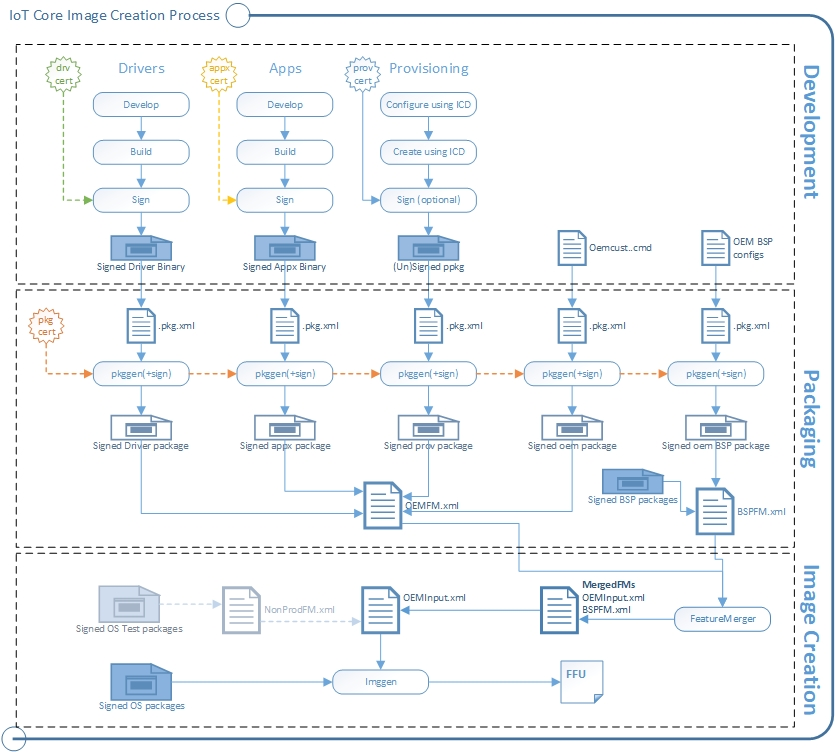 IoT Core Image Creation Process
Development
drv
cert
Drivers
appx
cert
Apps
prov
cert
Provisioning
Develop
Develop
Configure using ICD
Build
Build
Create using ICD
Sign
Sign
Sign (optional)
Signed Driver Binary
Signed Appx Binary
(Un)Signed ppkg
Oemcust..cmd
OEM BSP
configs
Packaging
pkg
cert
.pkg.xml
.pkg.xml
.pkg.xml
.pkg.xml
.pkg.xml
pkggen(+sign)
pkggen(+sign)
pkggen(+sign)
pkggen(+sign)
pkggen(+sign)
Signed Driver package
Signed appx package
Signed prov package
Signed oem package
Signed oem BSP package
OEMFM.xml
Signed BSP packages
BSPFM.xml
Image Creation
Signed OS Test packages
NonProdFM.xml
OEMInput.xml
MergedFMs
OEMInput.xml
BSPFM.xml
FeatureMerger
Signed OS packages
Imggen
FFU